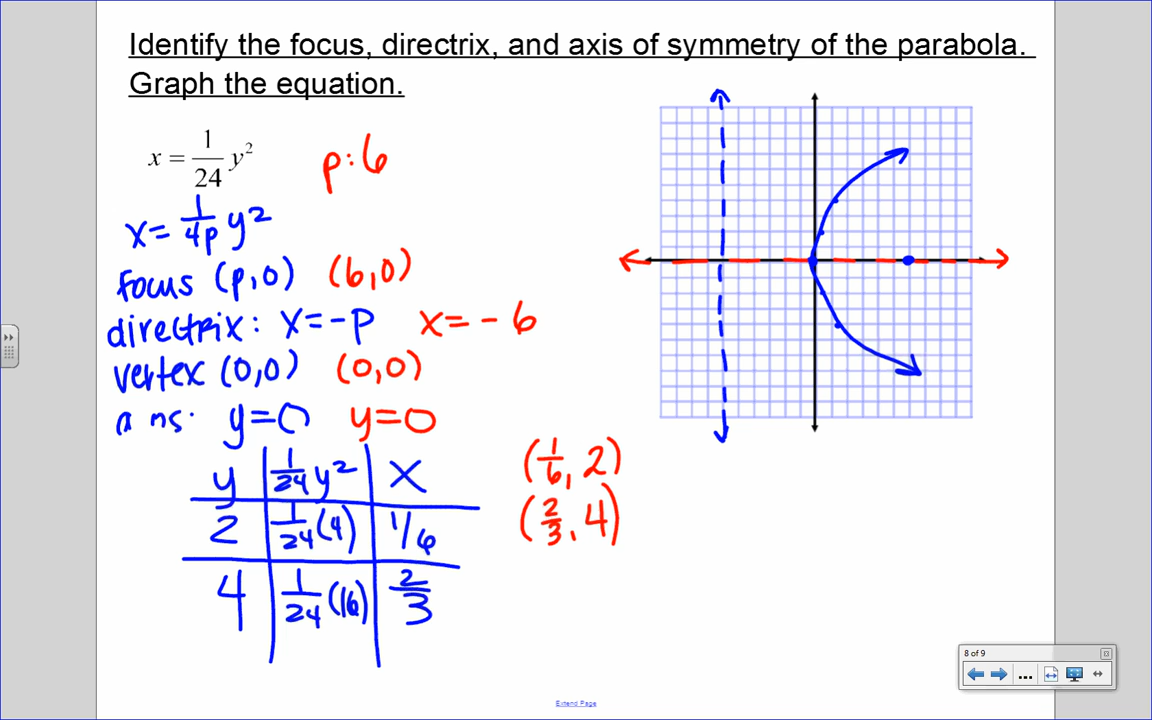 Identify the focus, directrix, and axis of symmetry of the parabola.
Graph the equation.
x = 1/24 y²
p: 6
x = 1/4p y²
focus (p,0) (6,0)
directrix: x = -p x = - 6
vertex (0,0) (0,0)
y=0 y=0
y 1/24 y² x
2 1/24 (4) 1/6
4 1/24 (16) 2/3
(1/6, 2)
(2/3, 4)
8 of 9
...
Extend Page